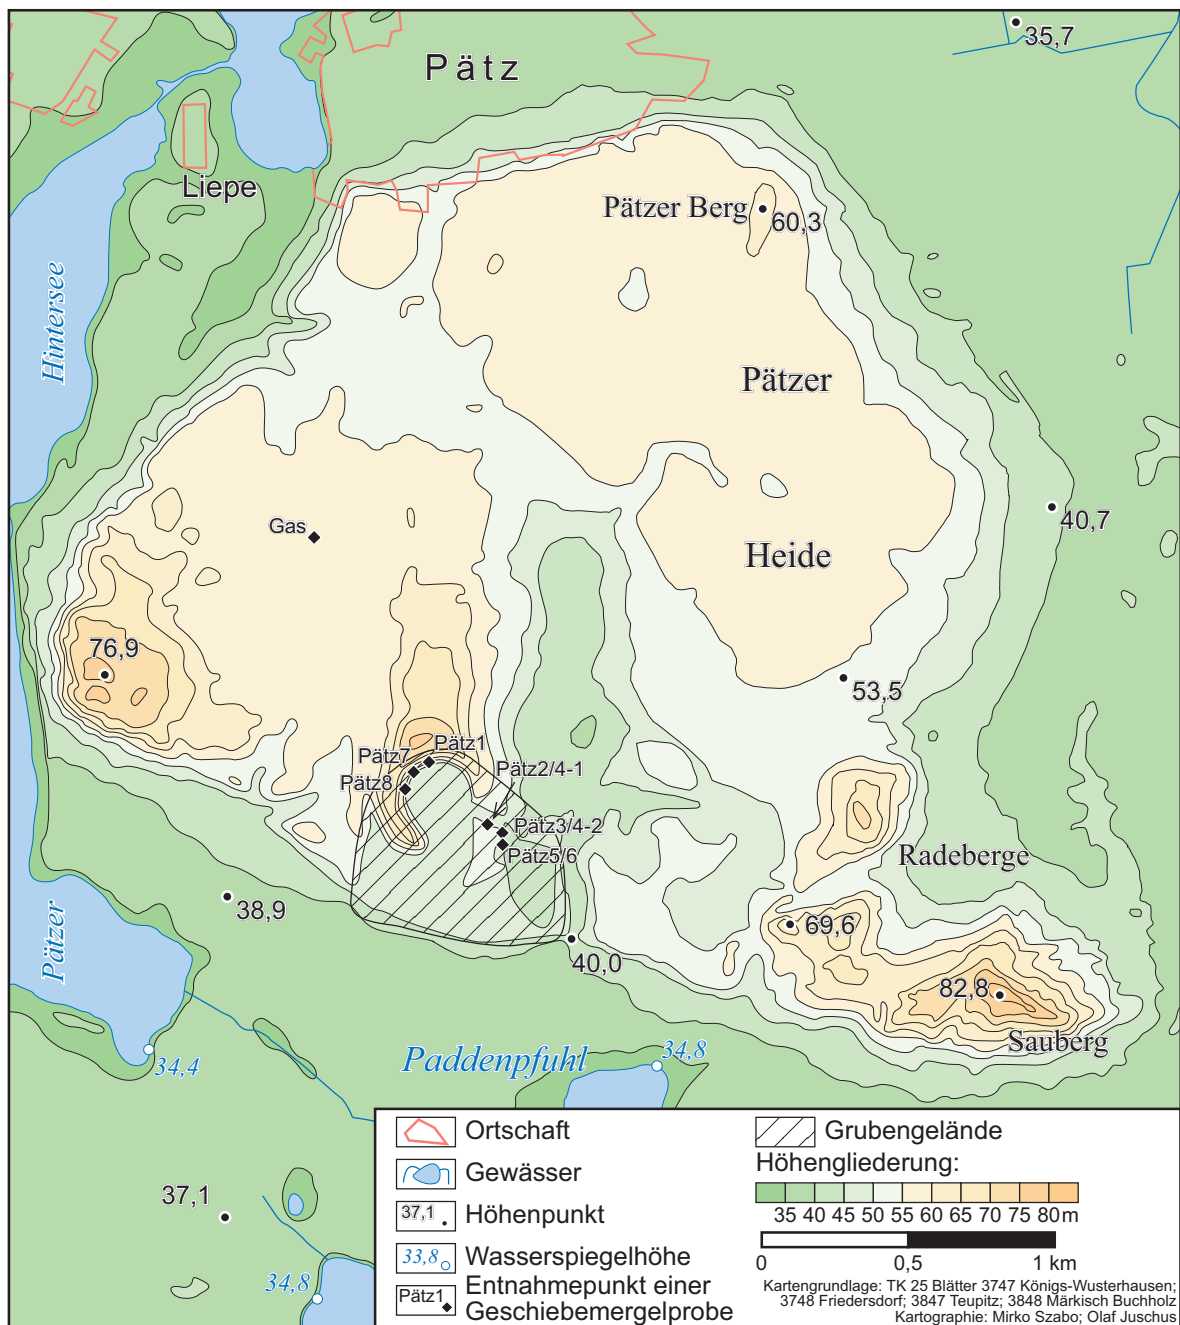 Pätz
35,7
Liepe
Pätzer Berg
60,3
Hintersee
Pätzer
40,7
Gas
Heide
76,9
53,5
Pätz1
Pätz7
Pätz2/4-1
Pätz8
Pätz3/4-2
Pätz5/6
Radeberge
38,9
69,6
Pätzer
40,0
82,8
Sauberg
34,4
Paddenpfuhl
34,8
37,1
34,8
Ortschaft
Gewässer
37,1 Höhenpunkt
33,8 Wasserspiegelhöhe
Pätz1 Entnahmepunkt einer
Geschiebemergelprobe
Grubengelände
Höhengliederung:
35 40 45 50 55 60 65 70 75 80 m
0 0,5 1 km
Kartengrundlage: TK 25 Blätter 3747 Königs-Wusterhausen;
3748 Friedersdorf; 3847 Teupitz; 3848 Märkisch Buchholz
Kartographie: Mirko Szabo; Olaf Juschus